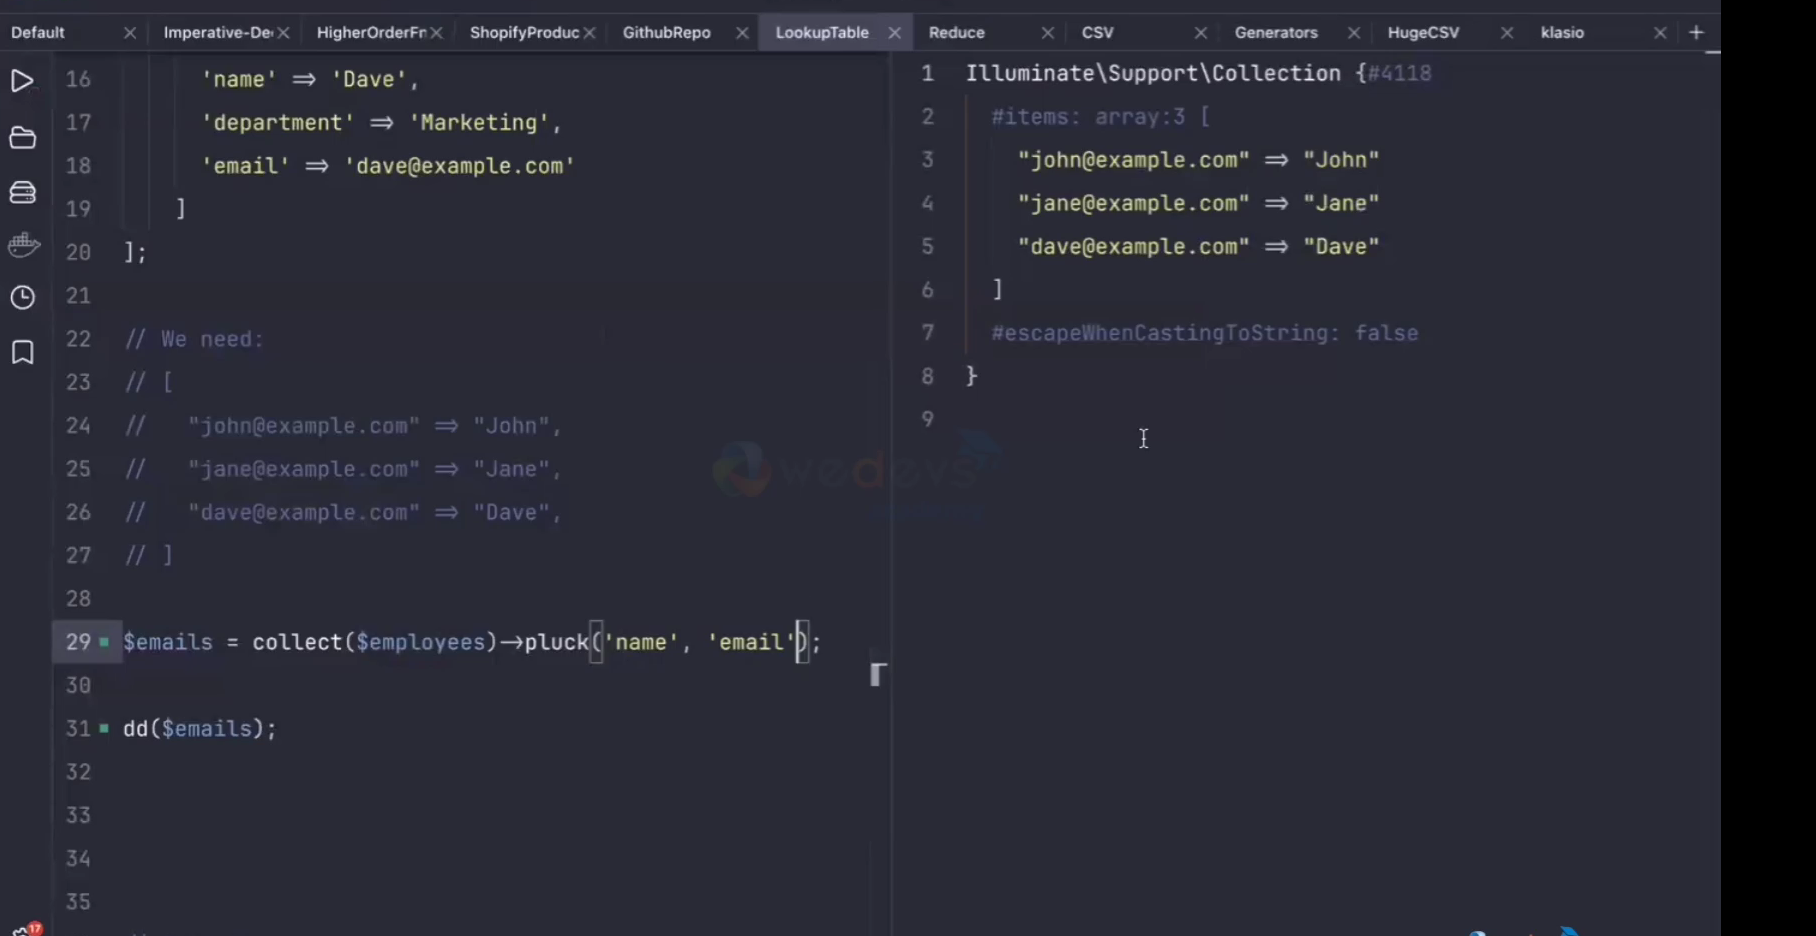 Default Imperative-De HigherOrderFr ShopifyProduc GithubRepo LookupTable Reduce CSV Generators HugeCSV klasio
16 'name' => 'Dave',
17 'department' => 'Marketing',
18 'email' => 'dave@example.com'
19 ]
20 ];
21
22 // We need:
23 // [
24 // "john@example.com" => "John",
25 // "jane@example.com" => "Jane",
26 // "dave@example.com" => "Dave",
27 // ]
28
29 $emails = collect($employees)->pluck('name', 'email');
30
31 dd($emails);
32
33
34
35
17
1 Illuminate\Support\Collection {#4118
2 #items: array:3 [
3 "john@example.com" => "John"
4 "jane@example.com" => "Jane"
5 "dave@example.com" => "Dave"
6 ]
7 #escapeWhenCastingToString: false
8 }
9
wedevs